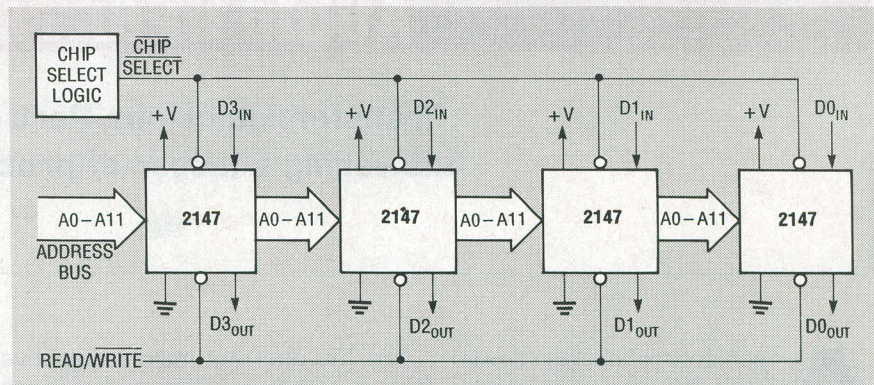 CHIP
SELECT
LOGIC
CHIP
SELECT
+V D3IN +V D2IN +V D1IN +V D0IN
A0–A11 2147 A0–A11 2147 A0–A11 2147 A0–A11 2147
ADDRESS
BUS
D3OUT D2OUT D1OUT D0OUT
READ/WRITE